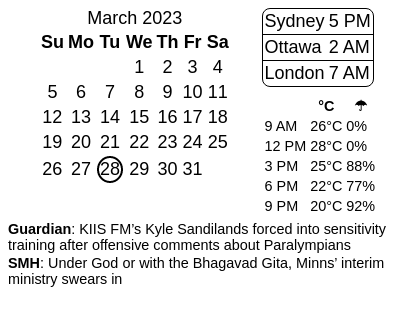 March 2023
Su Mo Tu We Th Fr Sa
1 2 3 4
5 6 7 8 9 10 11
12 13 14 15 16 17 18
19 20 21 22 23 24 25
26 27 28 29 30 31
Sydney 5 PM
Ottawa 2 AM
London 7 AM
°C ☂
9 AM 26°C 0%
12 PM 28°C 0%
3 PM 25°C 88%
6 PM 22°C 77%
9 PM 20°C 92%
Guardian: KIIS FM’s Kyle Sandilands forced into sensitivity
training after offensive comments about Paralympians
SMH: Under God or with the Bhagavad Gita, Minns’ interim
ministry swears in